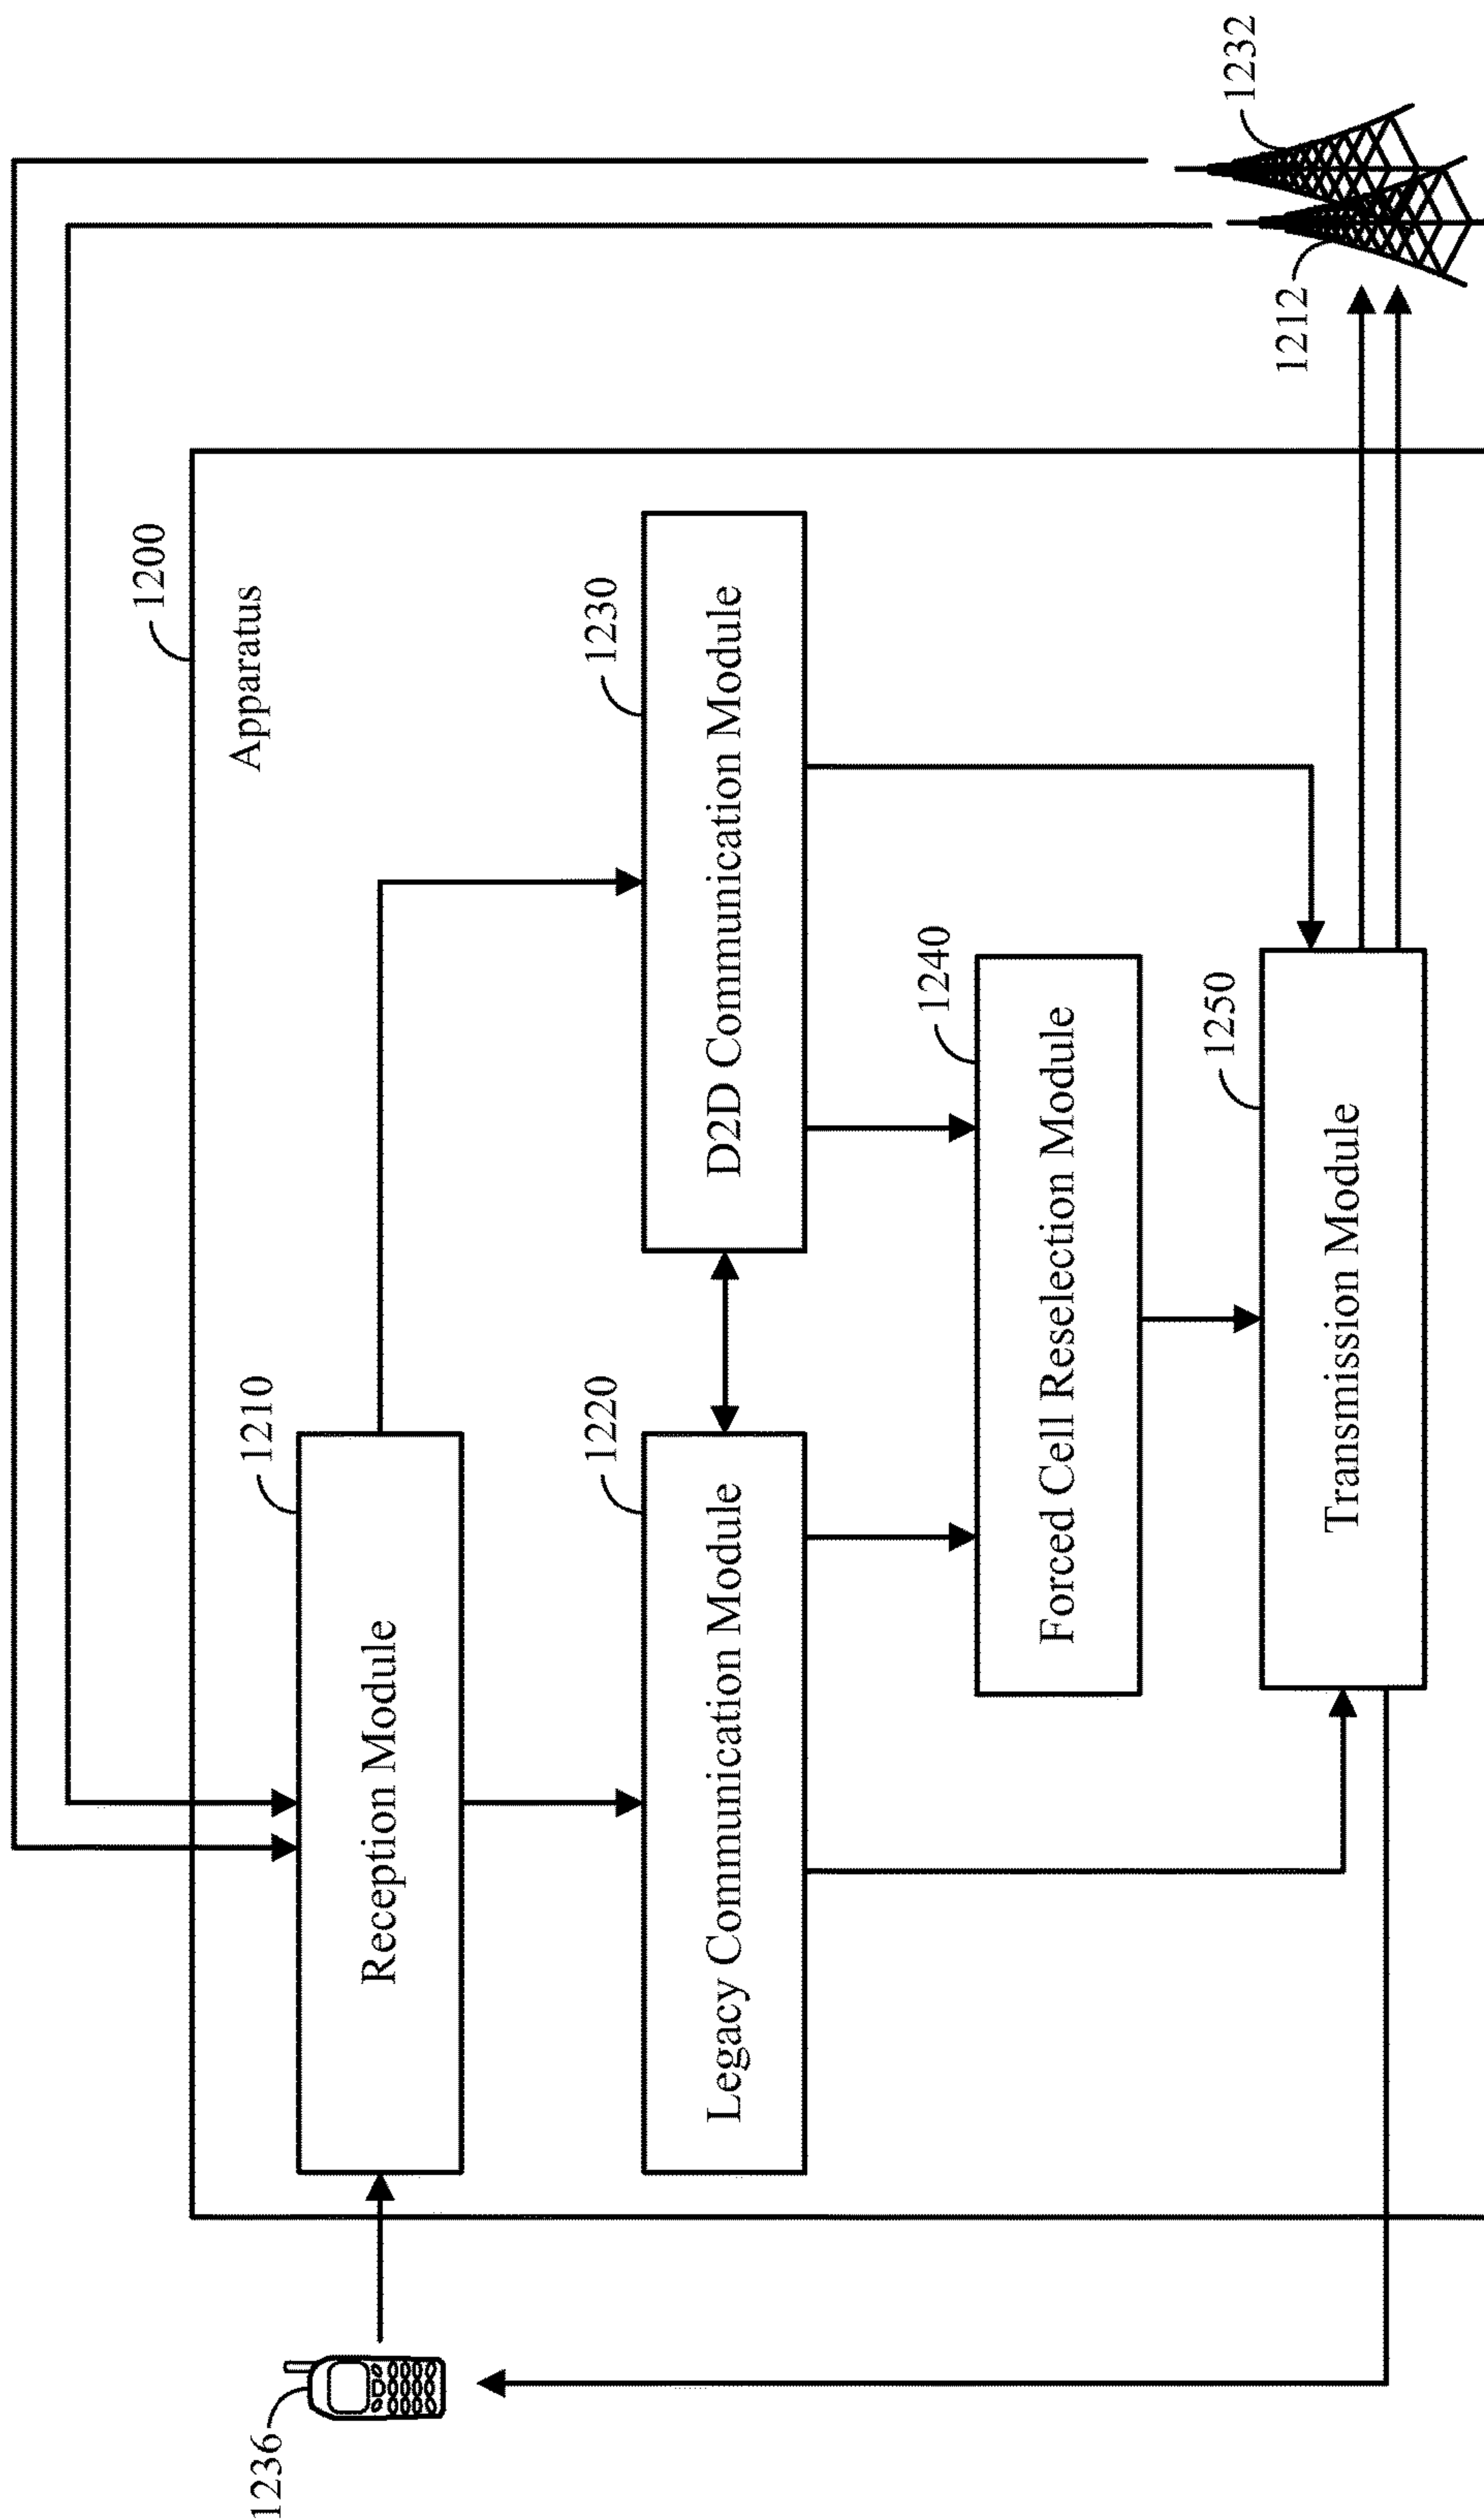 1200
Apparatus
1232
1212
1236
1210
Reception Module
1220
Legacy Communication Module
1230
D2D Communication Module
1240
Forced Cell Reselection Module
1250
Transmission Module